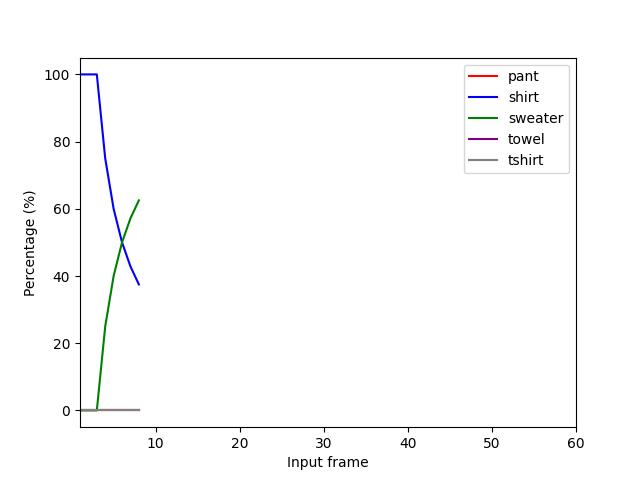 100
80
60
40
20
0
Percentage (%)
10 20 30 40 50 60
Input frame
pant
shirt
sweater
towel
tshirt